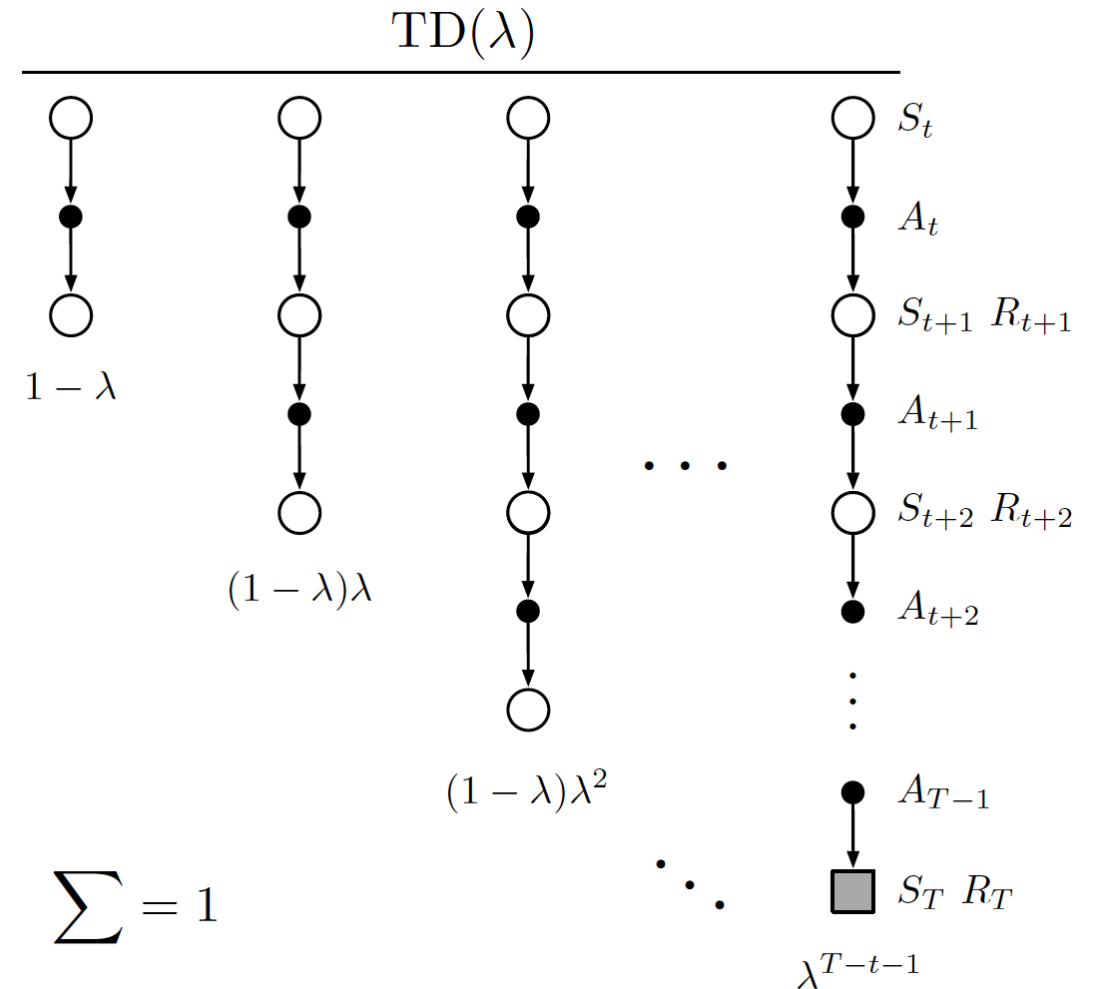 TD(λ)
S_t
A_t
S_{t+1} R_{t+1}
1 − λ
A_{t+1}
· · ·
S_{t+2} R_{t+2}
(1 − λ)λ
A_{t+2}
(1 − λ)λ²
A_{T−1}
∑ = 1
S_T R_T
λ^{T−t−1}